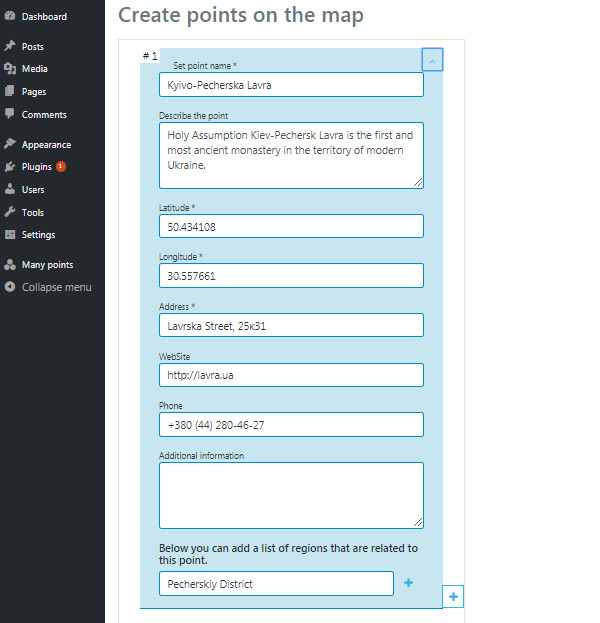 Dashboard
Posts
Media
Pages
Comments
Appearance
Plugins 1
Users
Tools
Settings
Many points
Collapse menu
Create points on the map
# 1
Set point name *
Kyivo-Pecherska Lavra
Describe the point
Holy Assumption Kiev-Pechersk Lavra is the first and
most ancient monastery in the territory of modern
Ukraine.
Latitude *
50.434108
Longitude *
30.557661
Address *
Lavrska Street, 25к31
WebSite
http://lavra.ua
Phone
+380 (44) 280-46-27
Additional information
Below you can add a list of regions that are related to
this point.
Pecherskiy District
+
+